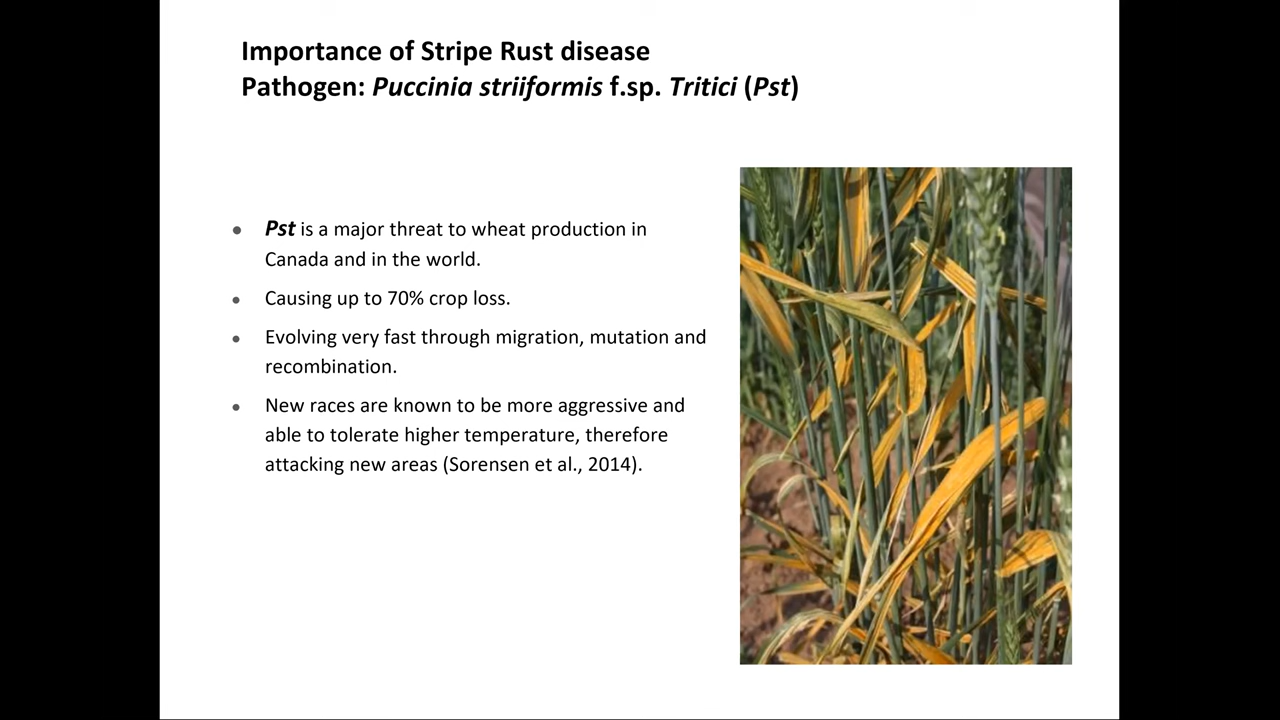 Importance of Stripe Rust disease
Pathogen: Puccinia striiformis f.sp. Tritici (Pst)
• Pst is a major threat to wheat production in
Canada and in the world.
• Causing up to 70% crop loss.
• Evolving very fast through migration, mutation and
recombination.
• New races are known to be more aggressive and
able to tolerate higher temperature, therefore
attacking new areas (Sorensen et al., 2014).